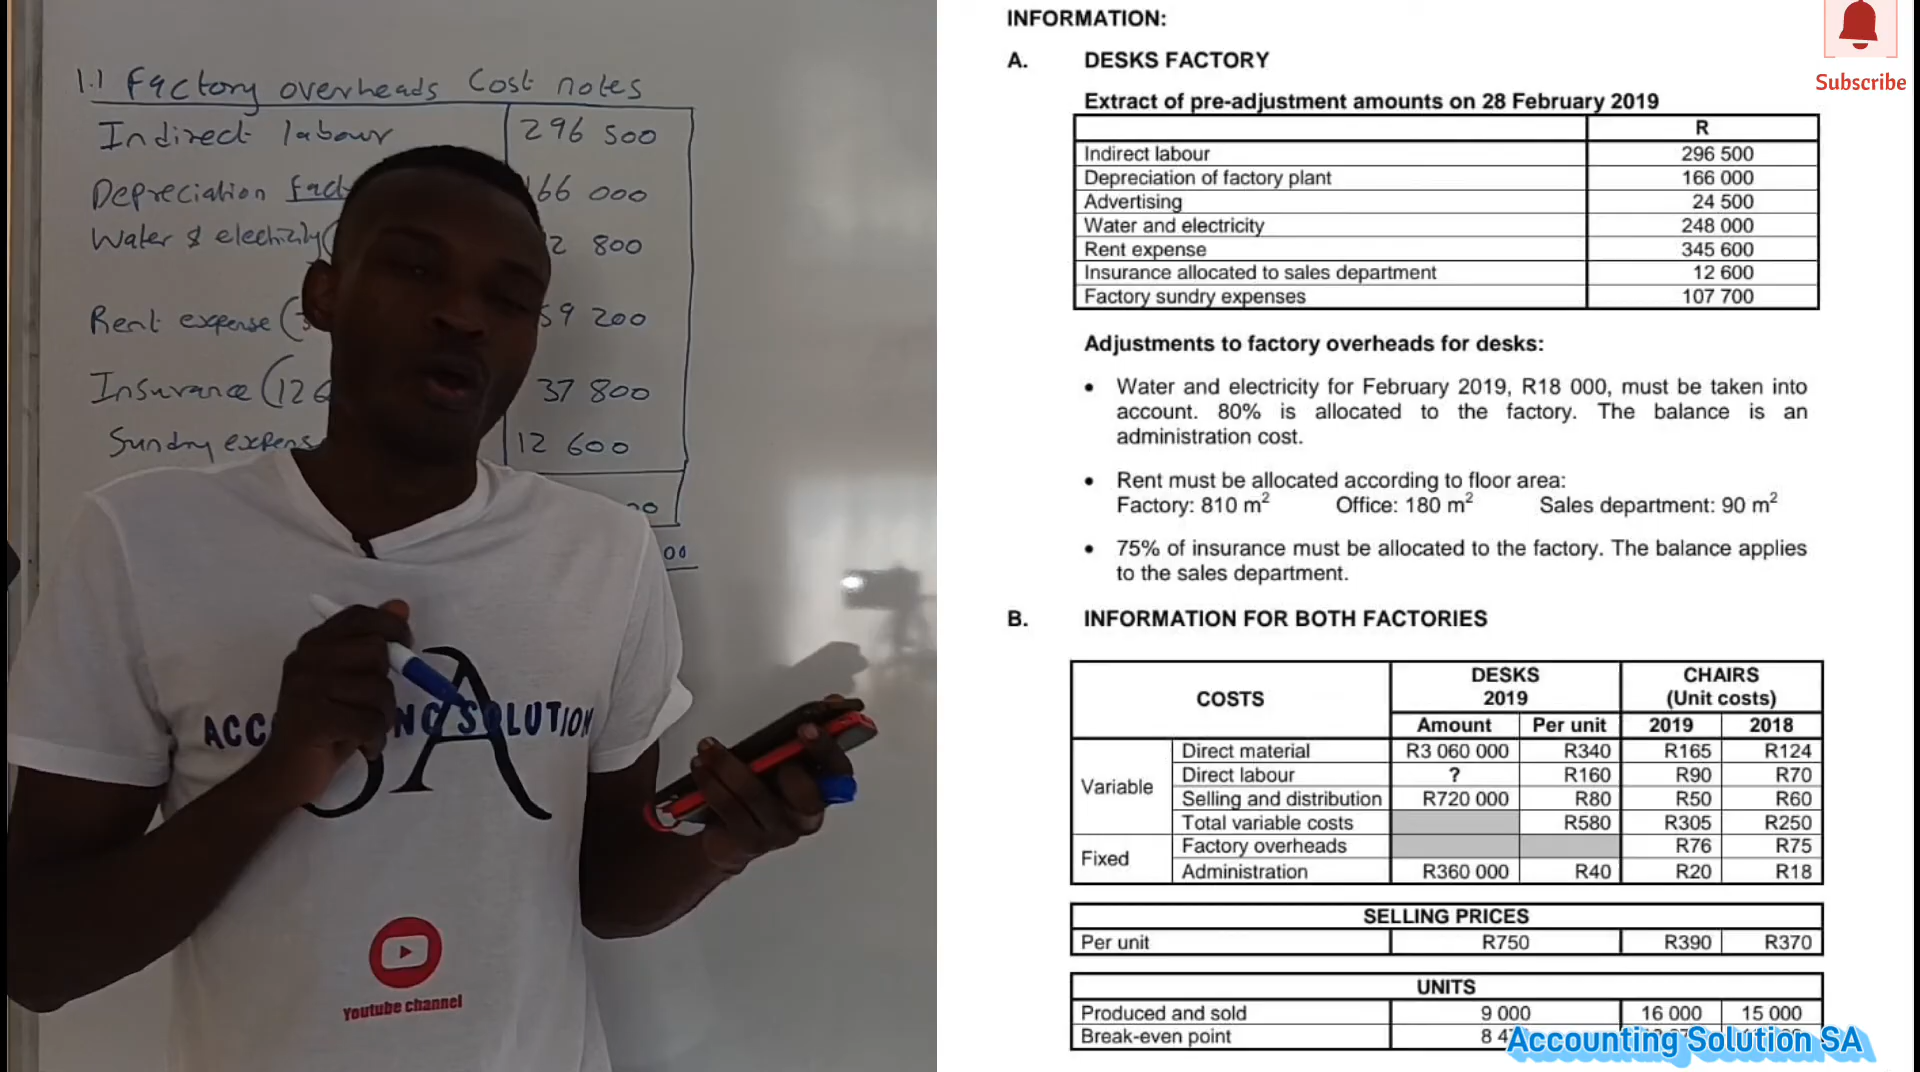 1.1 Factory overheads Cost notes
Indirect labour 296 500
Depreciation 66 000
Water & electricity 2 800
Rent expense ( 59 200
Insurance (12 37 800
Sundry expens 12 600
00
ACC NG SOLUTION
Youtube channel
INFORMATION:
Subscribe
A. DESKS FACTORY
Extract of pre-adjustment amounts on 28 February 2019
R
Indirect labour 296 500
Depreciation of factory plant 166 000
Advertising 24 500
Water and electricity 248 000
Rent expense 345 600
Insurance allocated to sales department 12 600
Factory sundry expenses 107 700
Adjustments to factory overheads for desks:
• Water and electricity for February 2019, R18 000, must be taken into
account. 80% is allocated to the factory. The balance is an
administration cost.
• Rent must be allocated according to floor area:
Factory: 810 m² Office: 180 m² Sales department: 90 m²
• 75% of insurance must be allocated to the factory. The balance applies
to the sales department.
B. INFORMATION FOR BOTH FACTORIES
COSTS DESKS 2019 CHAIRS (Unit costs)
Amount Per unit 2019 2018
Variable Direct material R3 060 000 R340 R165 R124
Direct labour ? R160 R90 R70
Selling and distribution R720 000 R80 R50 R60
Total variable costs R580 R305 R250
Fixed Factory overheads R76 R75
Administration R360 000 R40 R20 R18
SELLING PRICES
Per unit R750 R390 R370
UNITS
Produced and sold 9 000 16 000 15 000
Break-even point 8 4
Accounting Solution SA